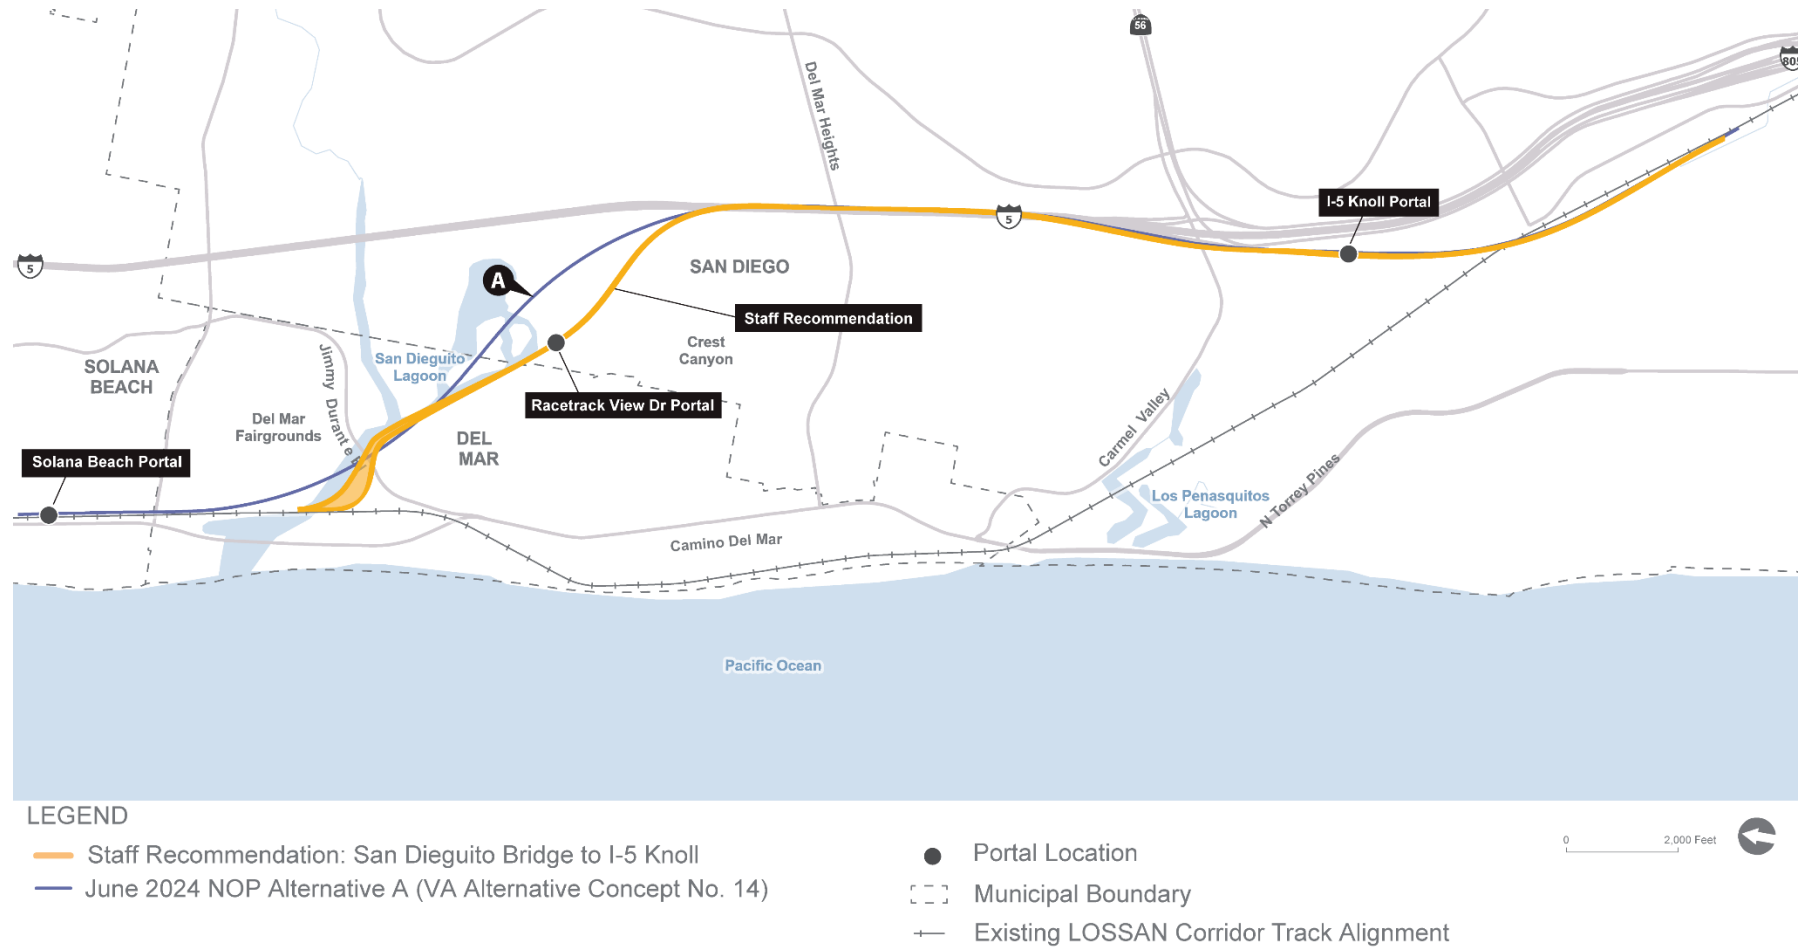 56
805
Del Mar Heights
I-5 Knoll Portal
5
5
A
SAN DIEGO
Staff Recommendation
Crest
Canyon
San Dieguito
Lagoon
SOLANA
BEACH
Jimmy Durante
Racetrack View Dr Portal
Del Mar
Fairgrounds
DEL
MAR
Carmel Valley
Solana Beach Portal
Los Penasquitos
Lagoon
N Torrey Pines
Camino Del Mar
Pacific Ocean
LEGEND
Staff Recommendation: San Dieguito Bridge to I-5 Knoll
June 2024 NOP Alternative A (VA Alternative Concept No. 14)
Portal Location
Municipal Boundary
Existing LOSSAN Corridor Track Alignment
0
2,000 Feet